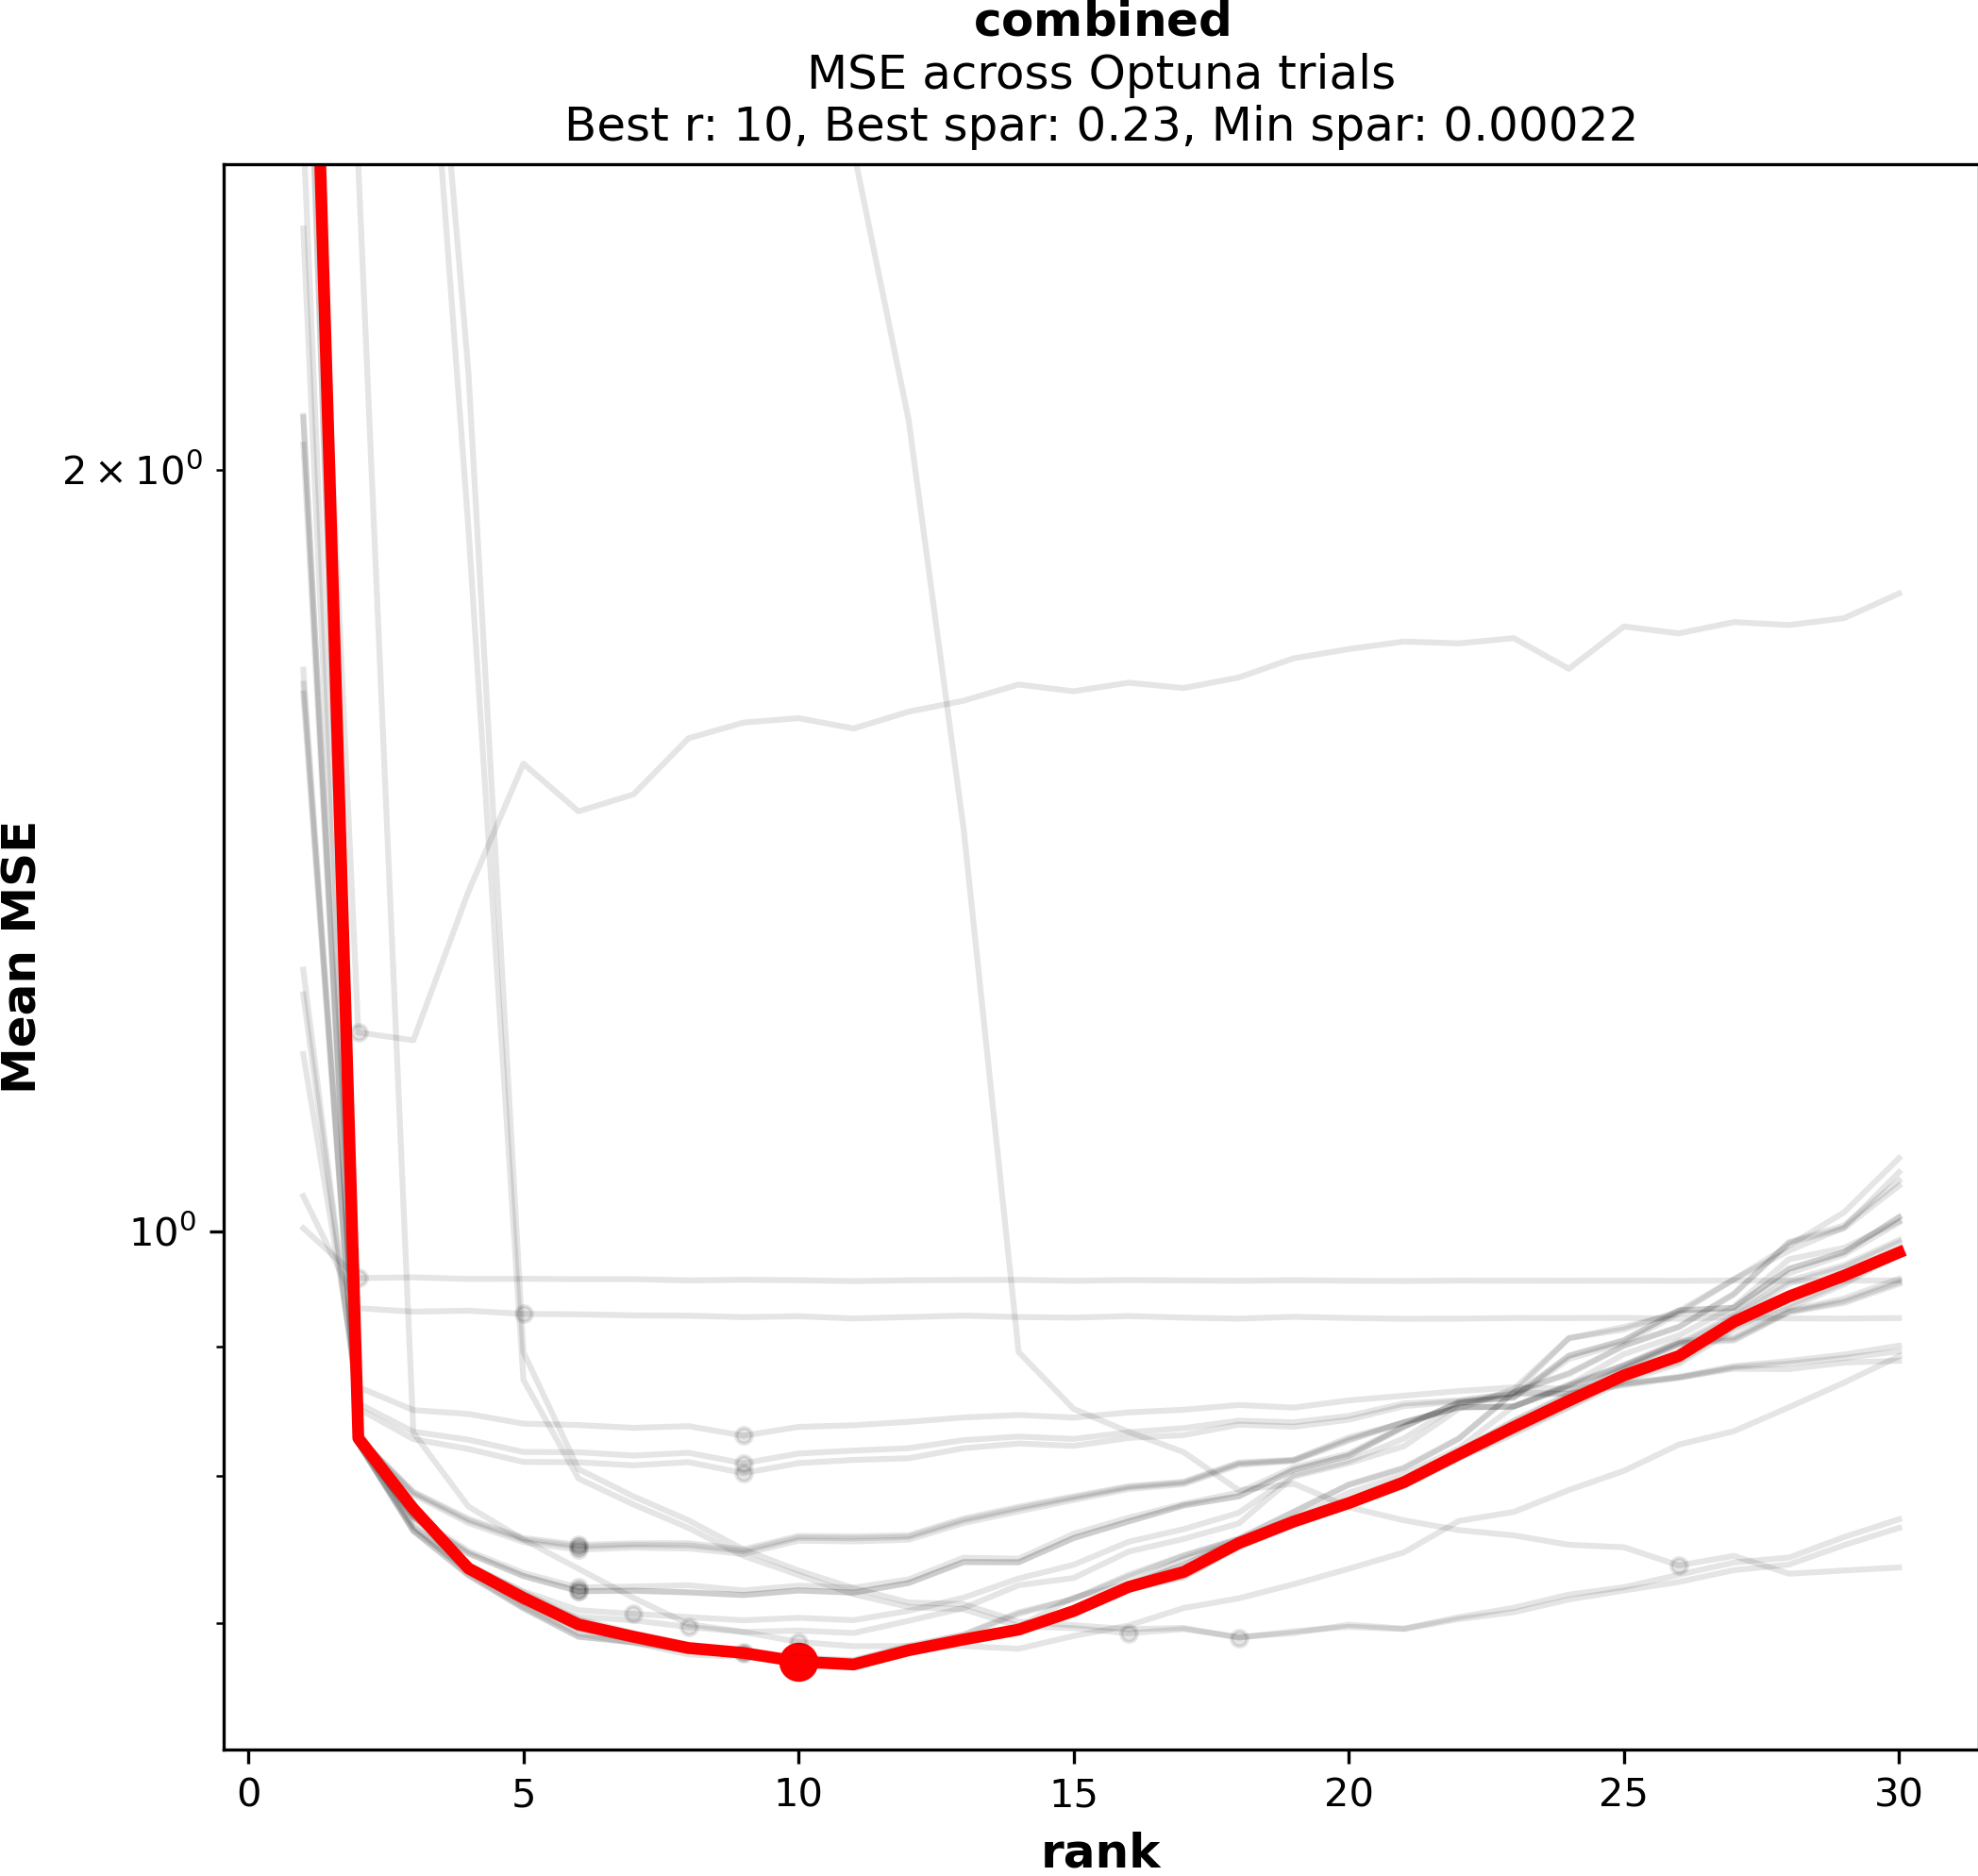 combined
MSE across Optuna trials
Best r: 10, Best spar: 0.23, Min spar: 0.00022
Mean MSE
2 × 10⁰
10⁰
0 5 10 15 20 25 30
rank